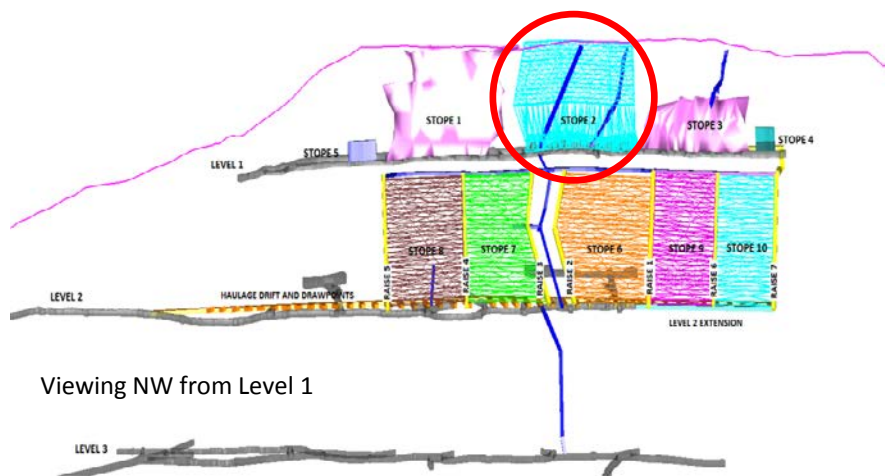 STOPE 1
STOPE 2
STOPE 3
STOPE 4
STOPE 5
LEVEL 1
STOPE 8
STOPE 7
STOPE 6
STOPE 9
STOPE 10
RAISE 5
RAISE 4
RAISE 3
RAISE 2
RAISE 1
RAISE 6
RAISE 7
LEVEL 2
HAULAGE DRIFT AND DRAWPOINTS
LEVEL 2 EXTENSION
Viewing NW from Level 1
LEVEL 3